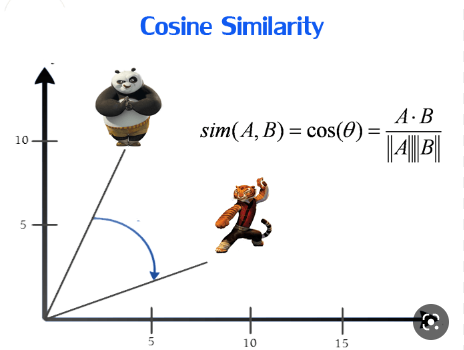 Cosine Similarity
sim(A, B) = cos(θ) = A · B / ||A||||B||
10
5
5
10
15